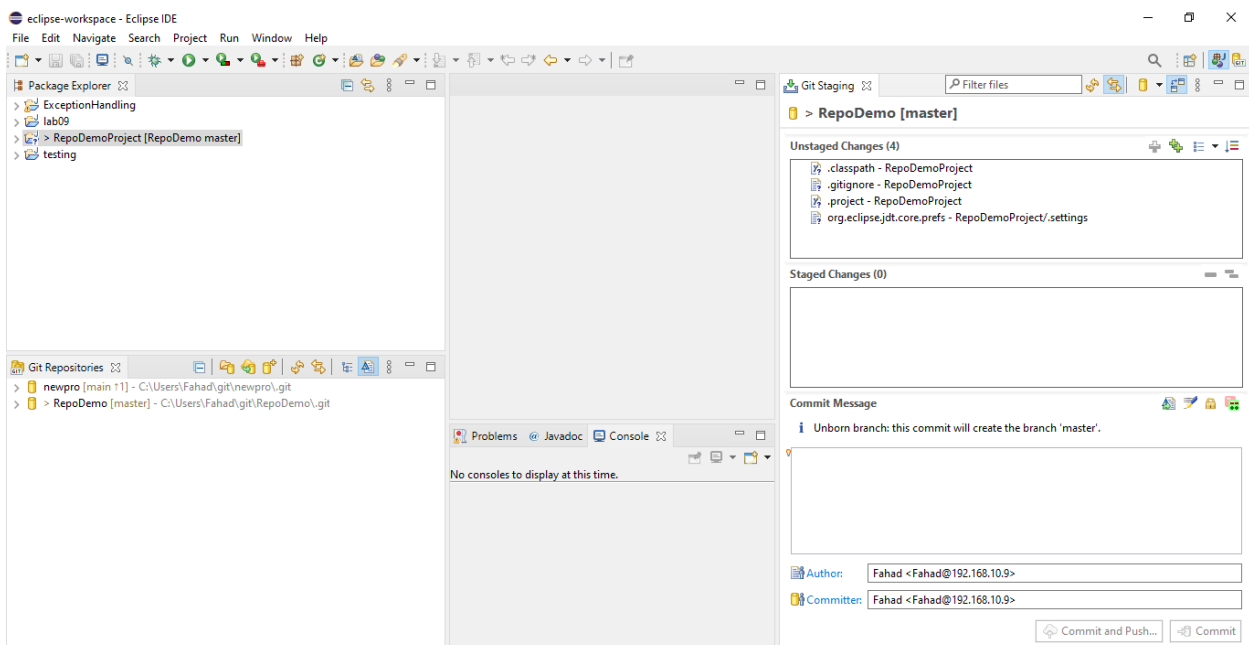 eclipse-workspace - Eclipse IDE
File Edit Navigate Search Project Run Window Help
Package Explorer
ExceptionHandling
lab09
> RepoDemoProject [RepoDemo master]
testing
Git Repositories
newpro [main ↑1] - C:\Users\Fahad\git\newpro\.git
> RepoDemo [master] - C:\Users\Fahad\git\RepoDemo\.git
Problems @ Javadoc Console
No consoles to display at this time.
Git Staging Filter files
> RepoDemo [master]
Unstaged Changes (4)
.classpath - RepoDemoProject
.gitignore - RepoDemoProject
.project - RepoDemoProject
org.eclipse.jdt.core.prefs - RepoDemoProject/.settings
Staged Changes (0)
Commit Message
Unborn branch: this commit will create the branch 'master'.
Author: Fahad <Fahad@192.168.10.9>
Committer: Fahad <Fahad@192.168.10.9>
Commit and Push... Commit